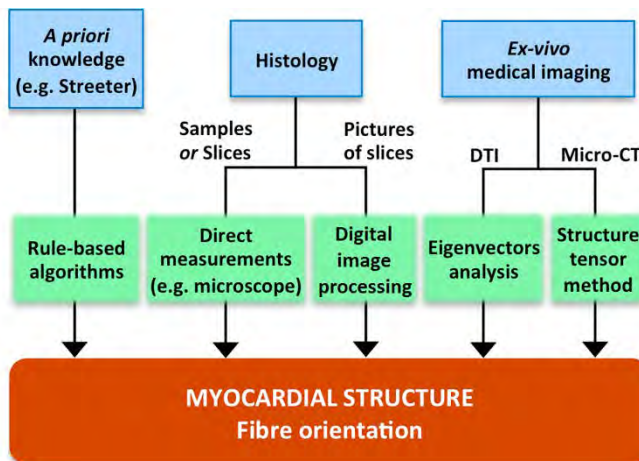 A priori
knowledge
(e.g. Streeter)
Histology
Ex-vivo
medical imaging
Samples
or Slices
Pictures
of slices
DTI
Micro-CT
Rule-based
algorithms
Direct
measurements
(e.g. microscope)
Digital
image
processing
Eigenvectors
analysis
Structure
tensor
method
MYOCARDIAL STRUCTURE
Fibre orientation